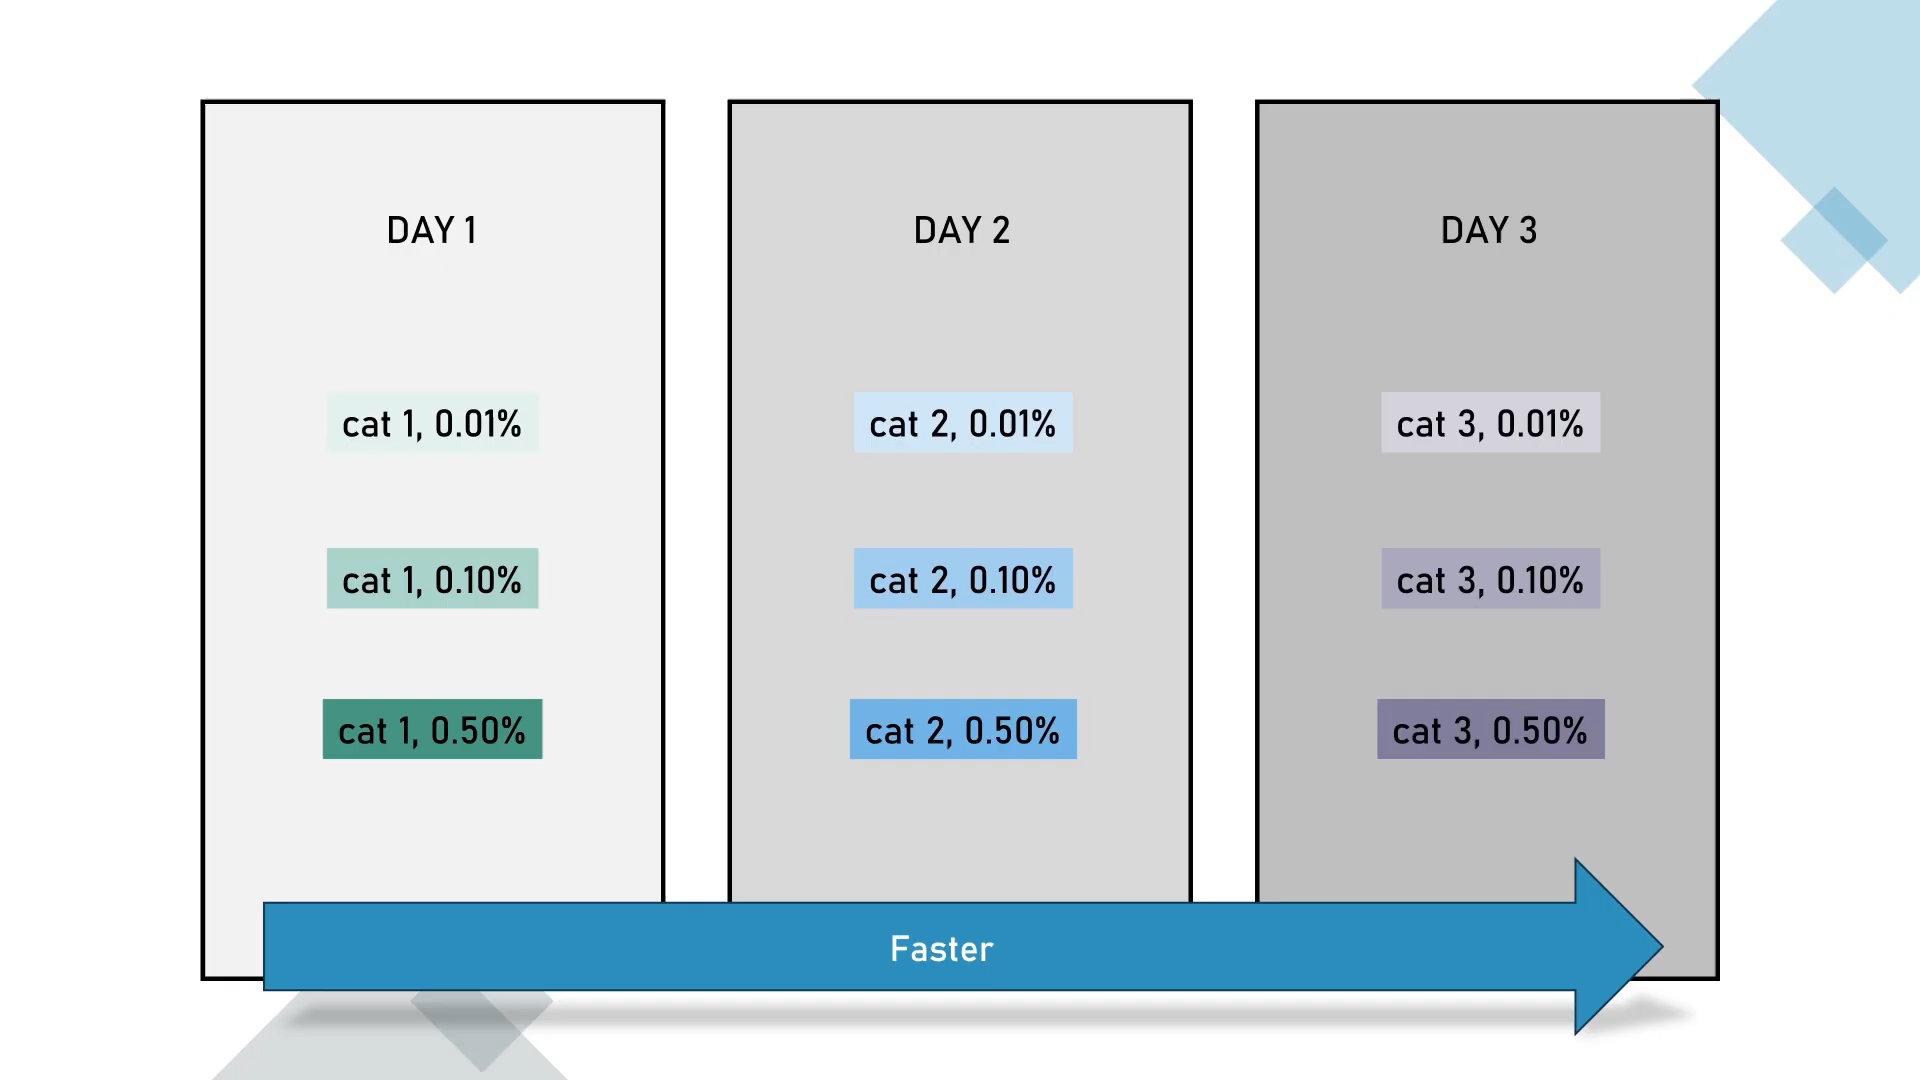 DAY 1
cat 1, 0.01%
cat 1, 0.10%
cat 1, 0.50%
DAY 2
cat 2, 0.01%
cat 2, 0.10%
cat 2, 0.50%
DAY 3
cat 3, 0.01%
cat 3, 0.10%
cat 3, 0.50%
Faster